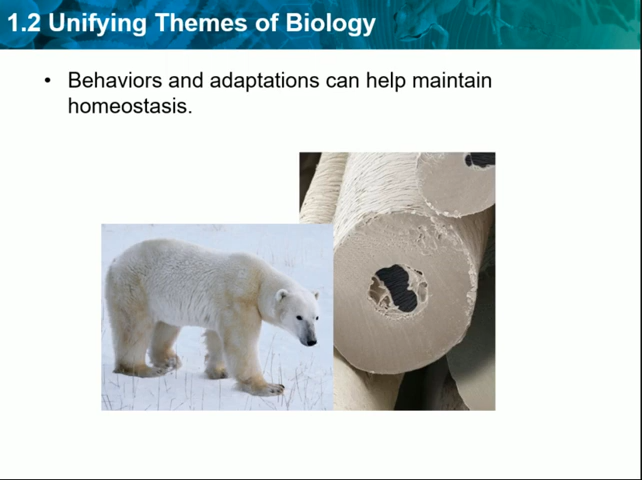 1.2 Unifying Themes of Biology
• Behaviors and adaptations can help maintain
homeostasis.